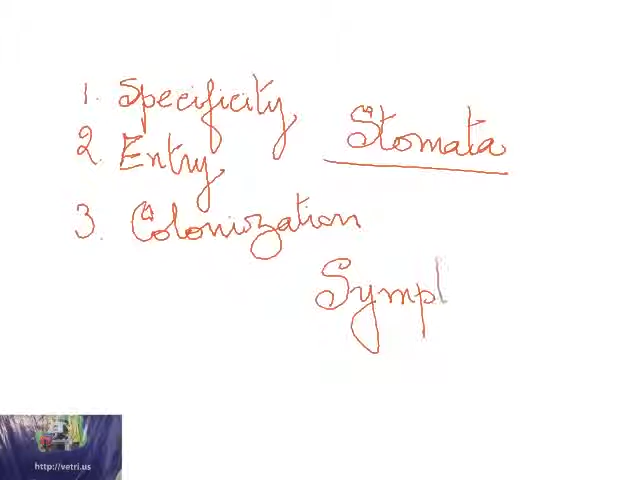 1. Specificity
Stomata
2. Entry
3. Colonization
Symp
http://vetri.us